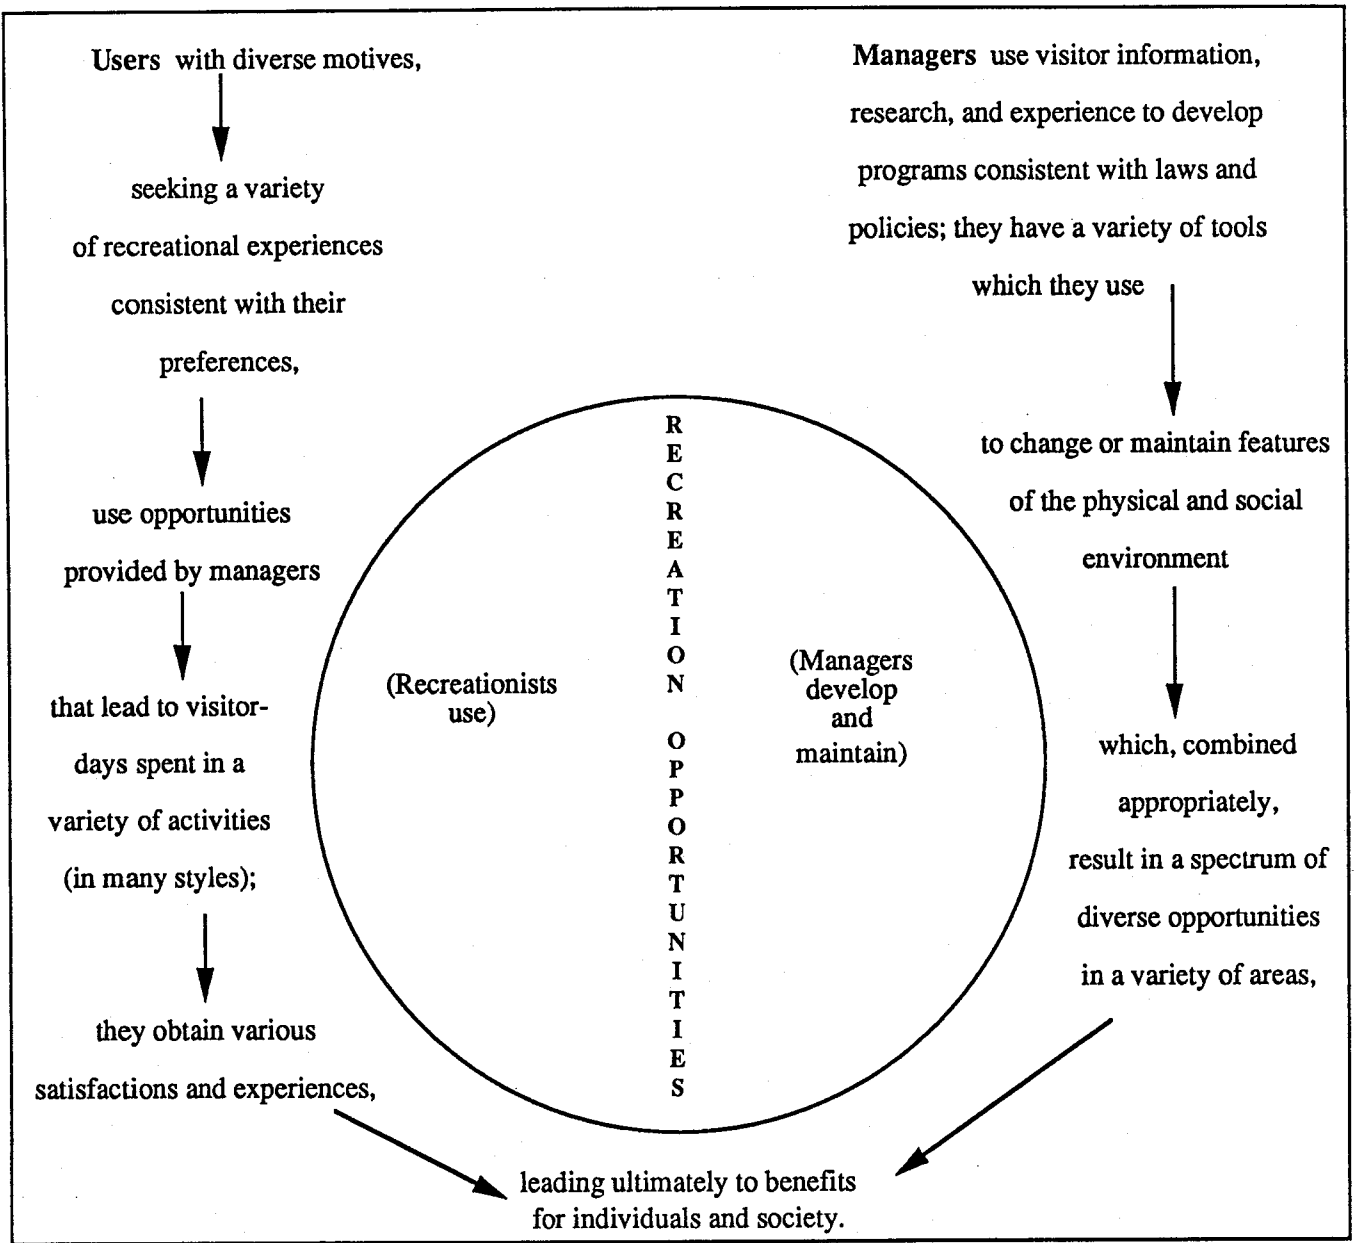 Users with diverse motives,
seeking a variety
of recreational experiences
consistent with their
preferences,
use opportunities
provided by managers
that lead to visitor-
days spent in a
variety of activities
(in many styles);
they obtain various
satisfactions and experiences,
(Recreationists
use)
RECREATION OPPORTUNITIES
(Managers
develop
and
maintain)
Managers use visitor information,
research, and experience to develop
programs consistent with laws and
policies; they have a variety of tools
which they use
to change or maintain features
of the physical and social
environment
which, combined
appropriately,
result in a spectrum of
diverse opportunities
in a variety of areas,
leading ultimately to benefits
for individuals and society.